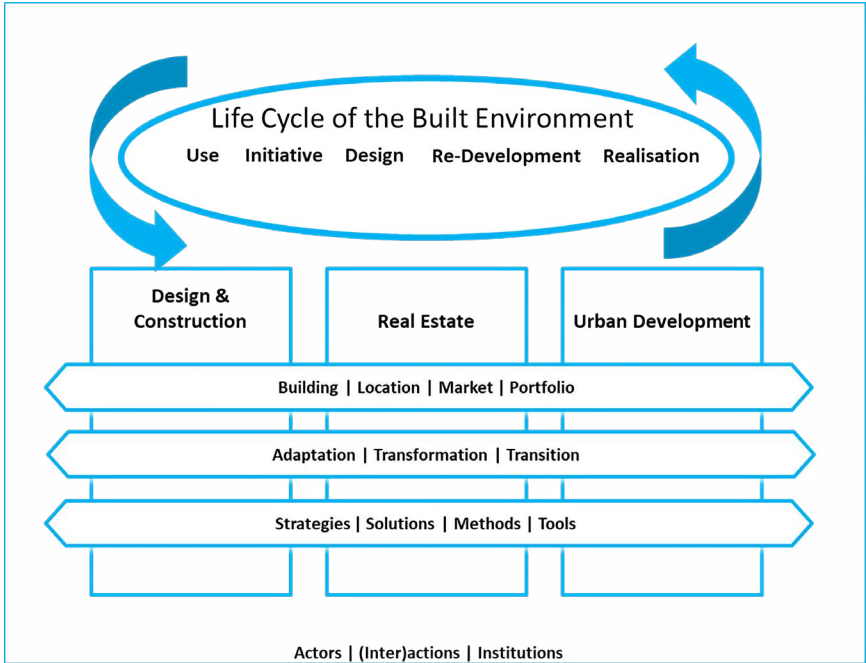 Life Cycle of the Built Environment
Use Initiative Design Re-Development Realisation
Design &
Construction
Real Estate
Urban Development
Building | Location | Market | Portfolio
Adaptation | Transformation | Transition
Strategies | Solutions | Methods | Tools
Actors | (Inter)actions | Institutions